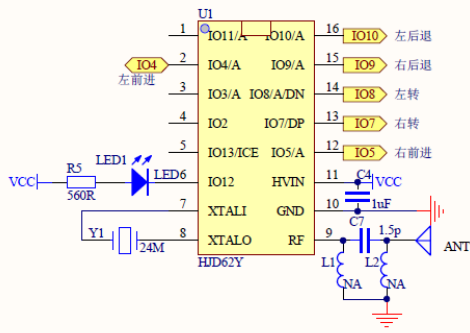 U1
1 IO11/A IO10/A 16 IO10 左后退
IO4 2 IO4/A IO9/A 15 IO9 右后退
左前进
3 IO3/A IO8/A/DN 14 IO8 左转
4 IO2 IO7/DP 13 IO7 右转
5 IO13/ICE IO5/A 12 IO5 右前进
VCC R5 LED1 LED6 IO12 HVIN 11 C4 VCC
560R
7 XTALI GND 10 1uF
C7
Y1 24M 8 XTALO RF 9 1.5p ANT
HJD62Y L1 NA L2 NA